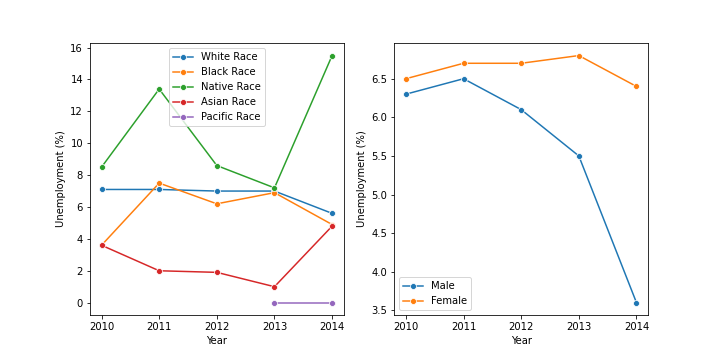 16
14
12
10
8
6
4
2
0
Unemployment (%)
2010 2011 2012 2013 2014
Year
White Race
Black Race
Native Race
Asian Race
Pacific Race
6.5
6.0
5.5
5.0
4.5
4.0
3.5
Unemployment (%)
2010 2011 2012 2013 2014
Year
Male
Female